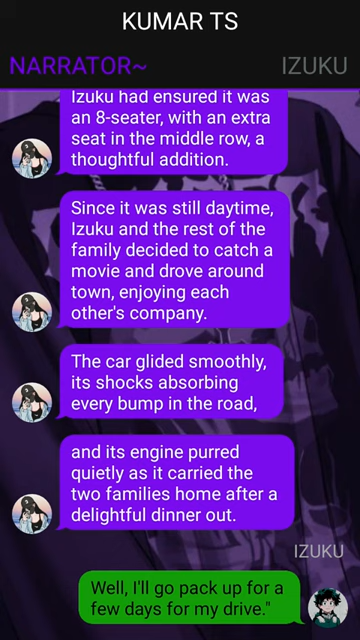 KUMAR TS
NARRATOR~
IZUKU
Izuku had ensured it was
an 8-seater, with an extra
seat in the middle row, a
thoughtful addition.
Since it was still daytime,
Izuku and the rest of the
family decided to catch a
movie and drove around
town, enjoying each
other's company.
The car glided smoothly,
its shocks absorbing
every bump in the road,
and its engine purred
quietly as it carried the
two families home after a
delightful dinner out.
IZUKU
Well, I'll go pack up for a
few days for my drive."